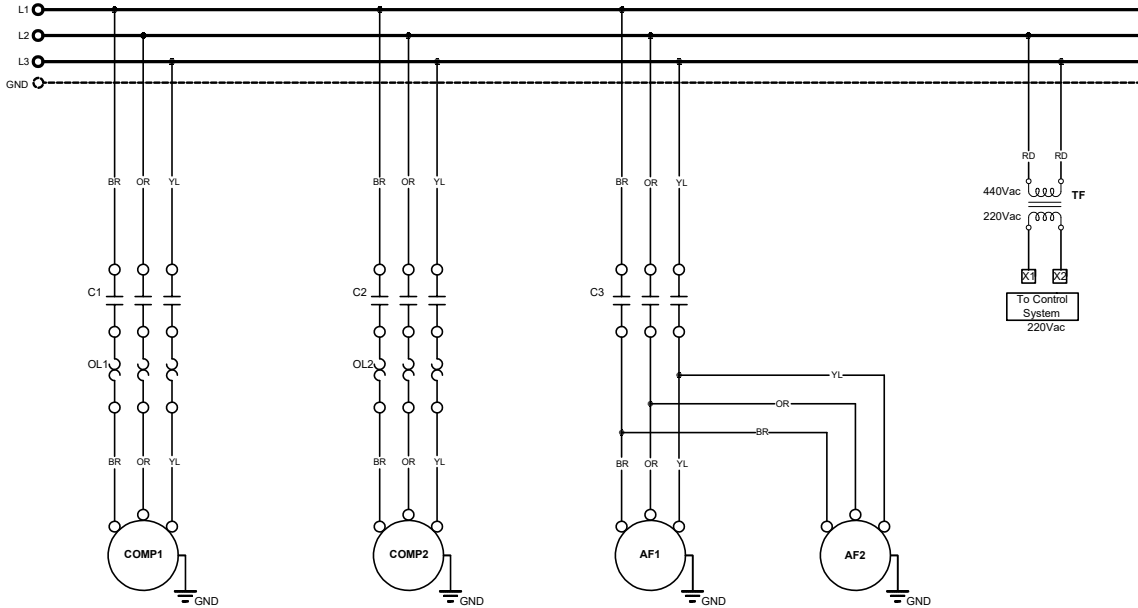 L1
L2
L3
GND
RD RD
BR OR YL BR OR YL BR OR YL
440Vac TF
220Vac
X1 X2
C1 C2 C3
To Control
System
220Vac
OL1 OL2
YL
OR
BR
BR OR YL BR OR YL BR OR YL
COMP1 COMP2 AF1 AF2
GND GND GND GND